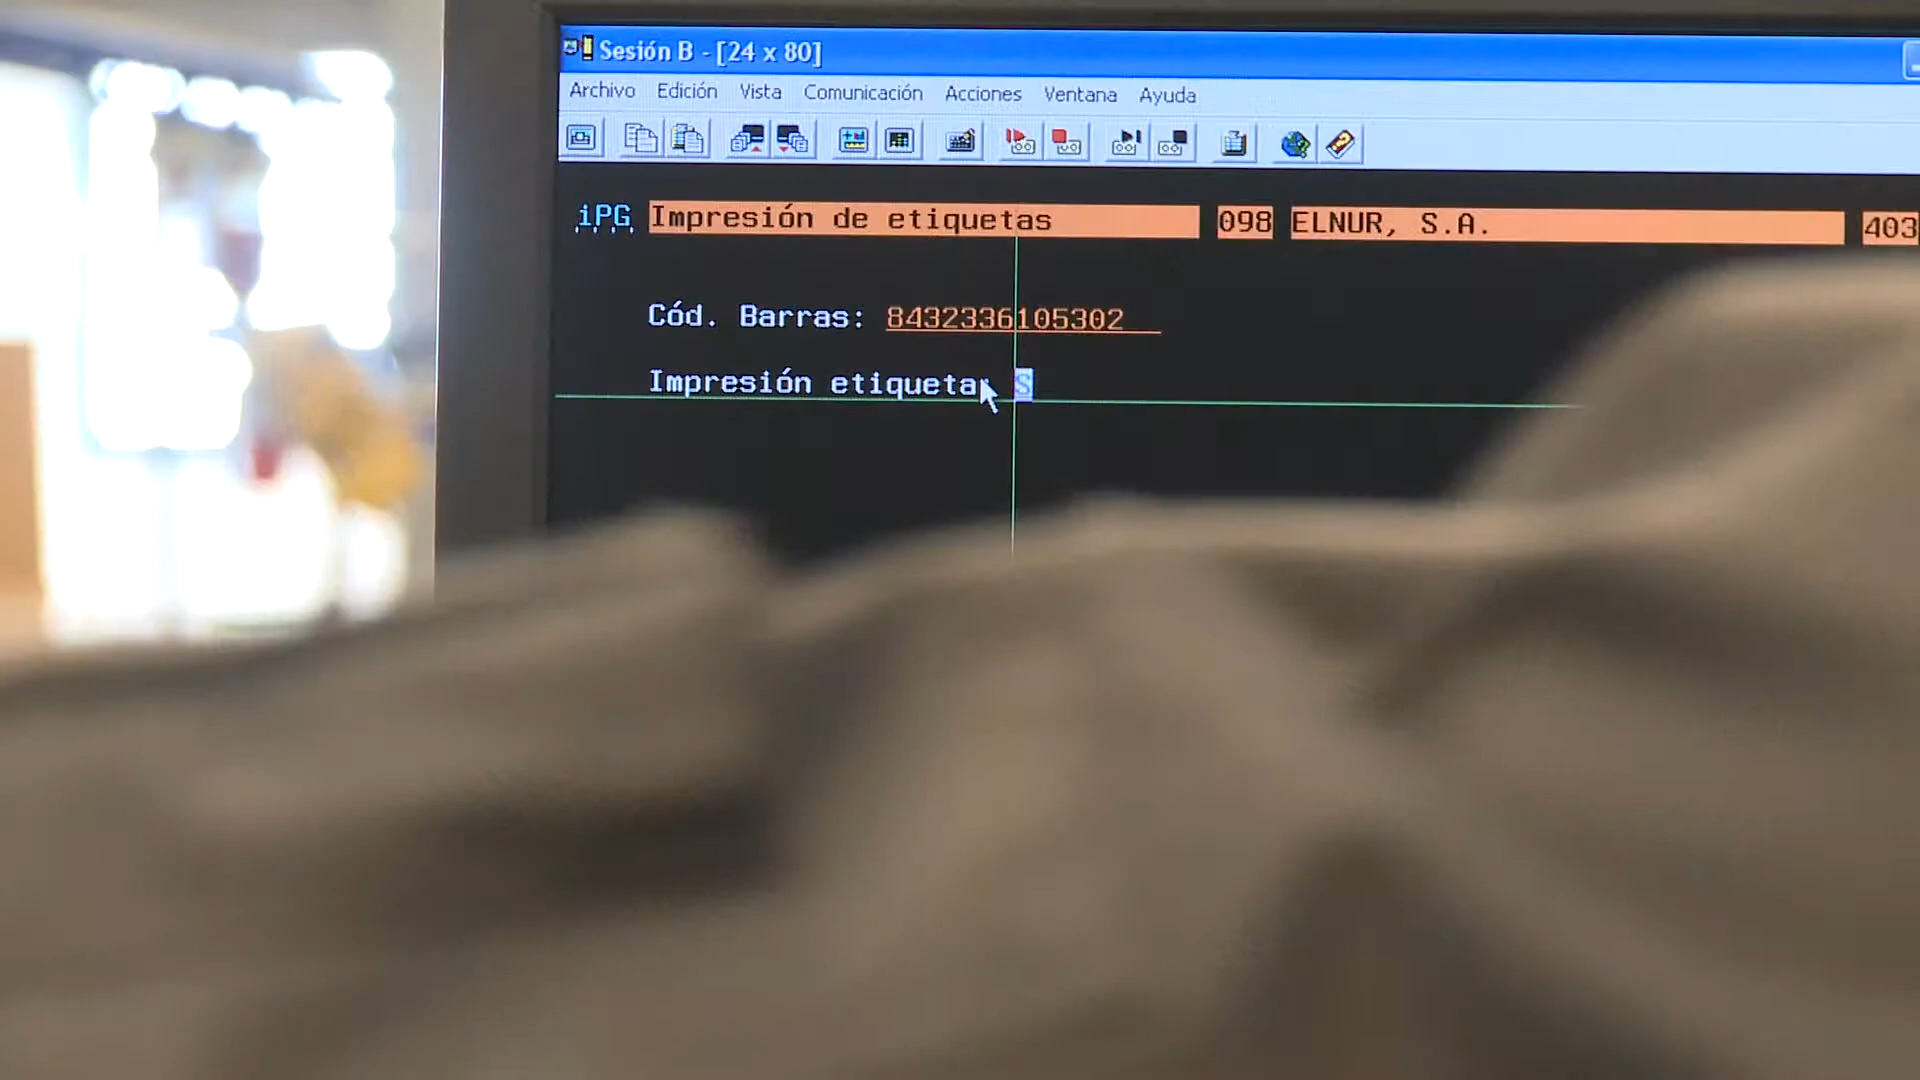 Sesión B - [24 x 80]
Archivo Edición Vista Comunicación Acciones Ventana Ayuda
iPG Impresión de etiquetas 098 ELNUR, S.A. 403
Cód. Barras: 8432336105302
Impresión etiqueta S